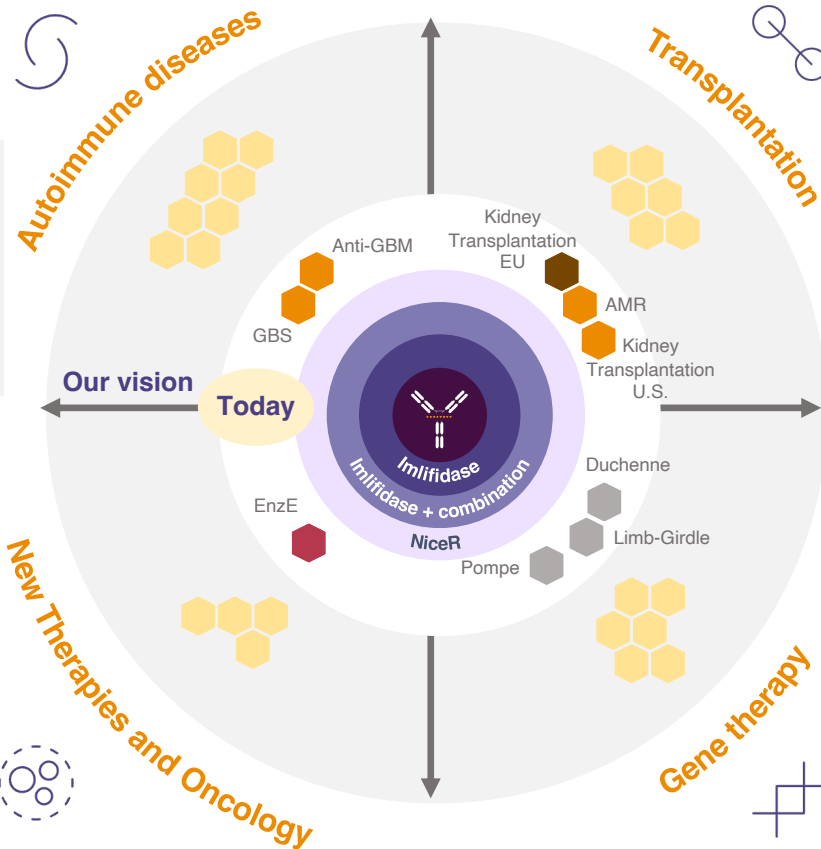 Autoimmune diseases
Transplantation
Kidney
Transplantation
EU
Anti-GBM
AMR
GBS
Kidney
Transplantation
U.S.
Our vision
Today
Imlifidase
Imlifidase + combination
NiceR
Duchenne
EnzE
Limb-Girdle
Pompe
New Therapies and Oncology
Gene therapy